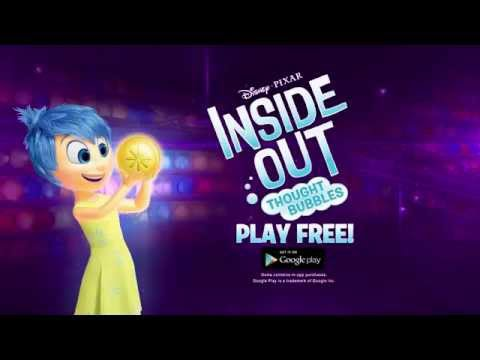 Disney · PIXAR
INSIDE
OUT
THOUGHT
BUBBLES
PLAY FREE!
GET IT ON
Google play
Game contains in-app purchases.
Google Play is a trademark of Google Inc.